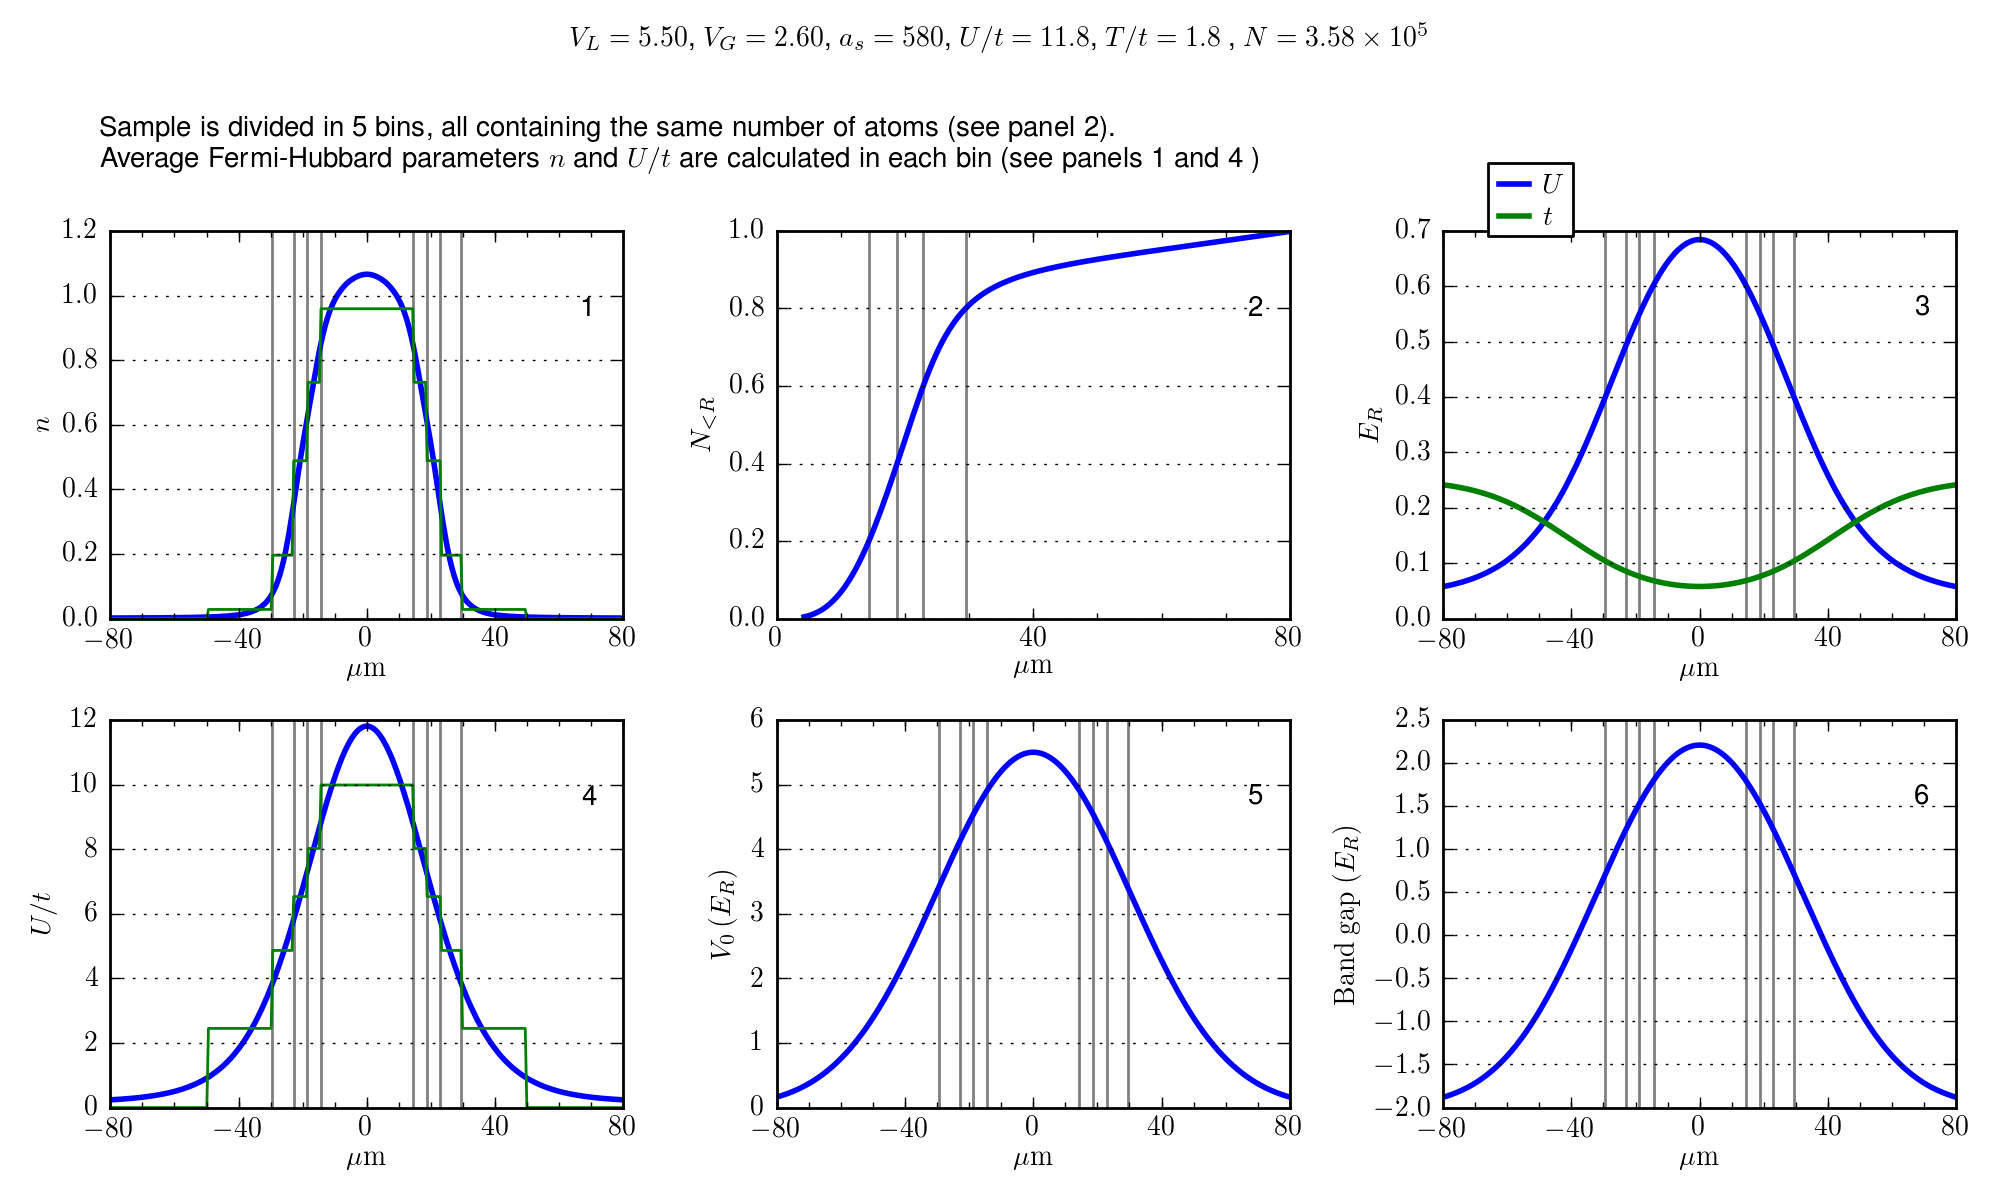 V_L = 5.50, V_G = 2.60, a_s = 580, U/t = 11.8, T/t = 1.8 , N = 3.58 × 10^5
Sample is divided in 5 bins, all containing the same number of atoms (see panel 2).
Average Fermi-Hubbard parameters n and U/t are calculated in each bin (see panels 1 and 4 )
U
t
1.2
1.0
0.8
0.6
0.4
0.2
0.0
n
1
−80 −40 0 40 80
μm
1.0
0.8
0.6
0.4
0.2
0.0
N_{<R}
2
0 40 80
μm
0.7
0.6
0.5
0.4
0.3
0.2
0.1
0.0
E_R
3
−80 −40 0 40 80
μm
12
10
8
6
4
2
0
U/t
4
−80 −40 0 40 80
μm
6
5
4
3
2
1
0
V_0 (E_R)
5
−80 −40 0 40 80
μm
2.5
2.0
1.5
1.0
0.5
0.0
−0.5
−1.0
−1.5
−2.0
Band gap (E_R)
6
−80 −40 0 40 80
μm